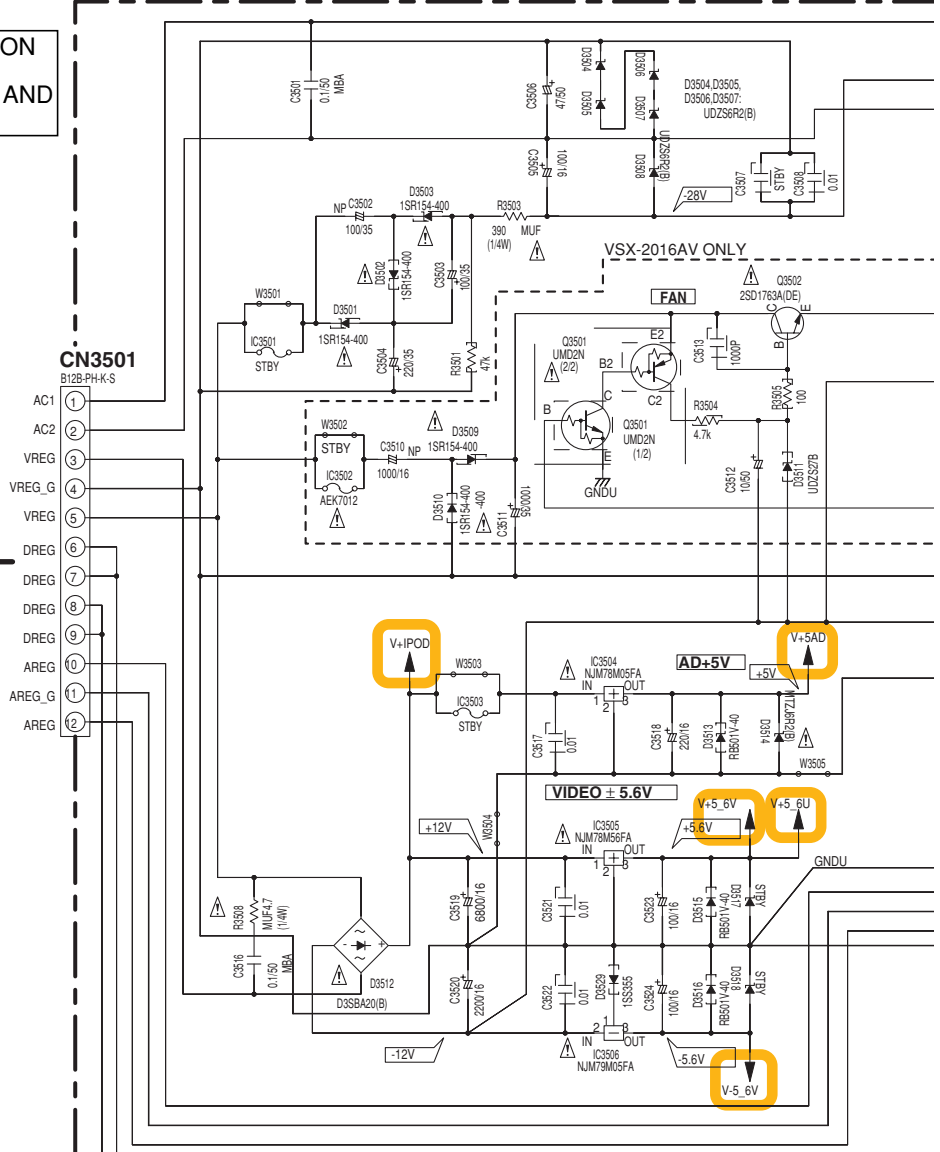 ON
AND
C3501
0.1/50
MBA
C3506
47/50
D3504
D3505
D3506
D3507
D3504,D3505,
D3506,D3507:
UDZS6R2(B)
C3505
100/16
D3508
UDZS6R2(B)
-28V
C3507
STBY
C3508
0.01
NP C3502
100/35
D3503
1SR154-400
R3503
390
(1/4W)
MUF
D3502
1SR154-400
C3503
100/35
W3501
IC3501
STBY
D3501
1SR154-400
C3504
220/35
R3501
47k
VSX-2016AV ONLY
FAN
Q3502
2SD1763A(DE)
C
E
B
Q3501
UMD2N
(2/2)
E2
B2
C2
C3513
1000P
R3505
100
B
C
E
Q3501
UMD2N
(1/2)
GNDU
R3504
4.7k
C3512
10/50
D3511
UDZS27B
CN3501
B12B-PH-K-S
AC1 1
AC2 2
VREG 3
VREG_G 4
VREG 5
DREG 6
DREG 7
DREG 8
DREG 9
AREG 10
AREG_G 11
AREG 12
W3502
STBY
IC3502
AEK7012
C3510 NP
1000/16
D3509
1SR154-400
D3510
1SR154-400
-400
C3511
1000/35
V+IPOD
W3503
IC3503
STBY
IC3504
NJM78M05FA
IN
OUT
1
2
3
AD+5V
+5V
V+5AD
C3517
0.01
C3518
220/16
D3513
RB501V-40
D3514
MTZJ6R2(B)
W3505
VIDEO ± 5.6V
W3504
+12V
IC3505
NJM78M56FA
IN
OUT
1
2
3
+5.6V
V+5_6V
V+5_6U
GNDU
R3508
MUF4.7
(1/4W)
C3516
0.1/50
MBA
D3512
D3SBA20(B)
C3519
6800/16
C3521
0.01
C3523
100/16
D3515
RB501V-40
D3517
STBY
C3520
2200/16
C3522
0.01
D3529
1SS355
C3524
100/16
D3516
RB501V-40
D3518
STBY
-12V
IN
OUT
2
1
3
IC3506
NJM79M05FA
-5.6V
V-5_6V